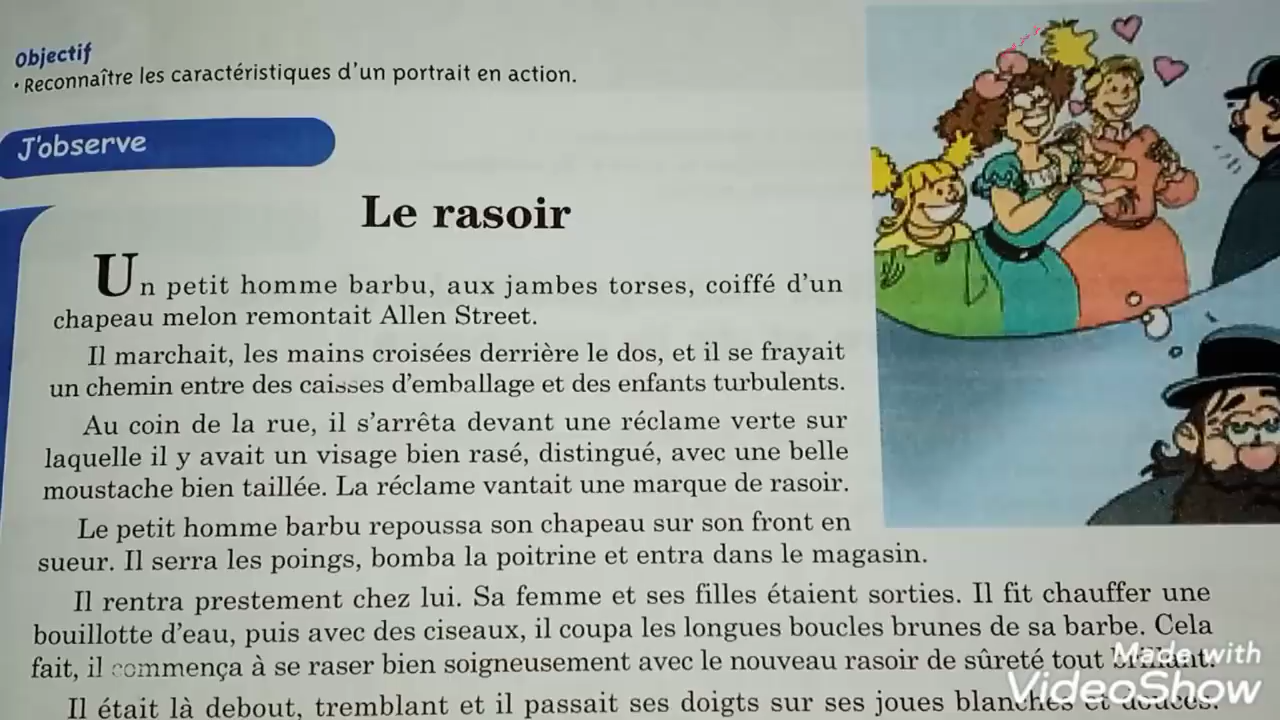 Objectif
• Reconnaître les caractéristiques d'un portrait en action.
J'observe
Le rasoir
Un petit homme barbu, aux jambes torses, coiffé d'un
chapeau melon remontait Allen Street.
Il marchait, les mains croisées derrière le dos, et il se frayait
un chemin entre des caisses d'emballage et des enfants turbulents.
Au coin de la rue, il s'arrêta devant une réclame verte sur
laquelle il y avait un visage bien rasé, distingué, avec une belle
moustache bien taillée. La réclame vantait une marque de rasoir.
Le petit homme barbu repoussa son chapeau sur son front en
sueur. Il serra les poings, bomba la poitrine et entra dans le magasin.
Il rentra prestement chez lui. Sa femme et ses filles étaient sorties. Il fit chauffer une
bouillotte d'eau, puis avec des ciseaux, il coupa les longues boucles brunes de sa barbe. Cela
fait, il commença à se raser bien soigneusement avec le nouveau rasoir de sûreté tout brillant.
Il était là debout, tremblant et il passait ses doigts sur ses joues blanches et douces.
Made with
VideoShow